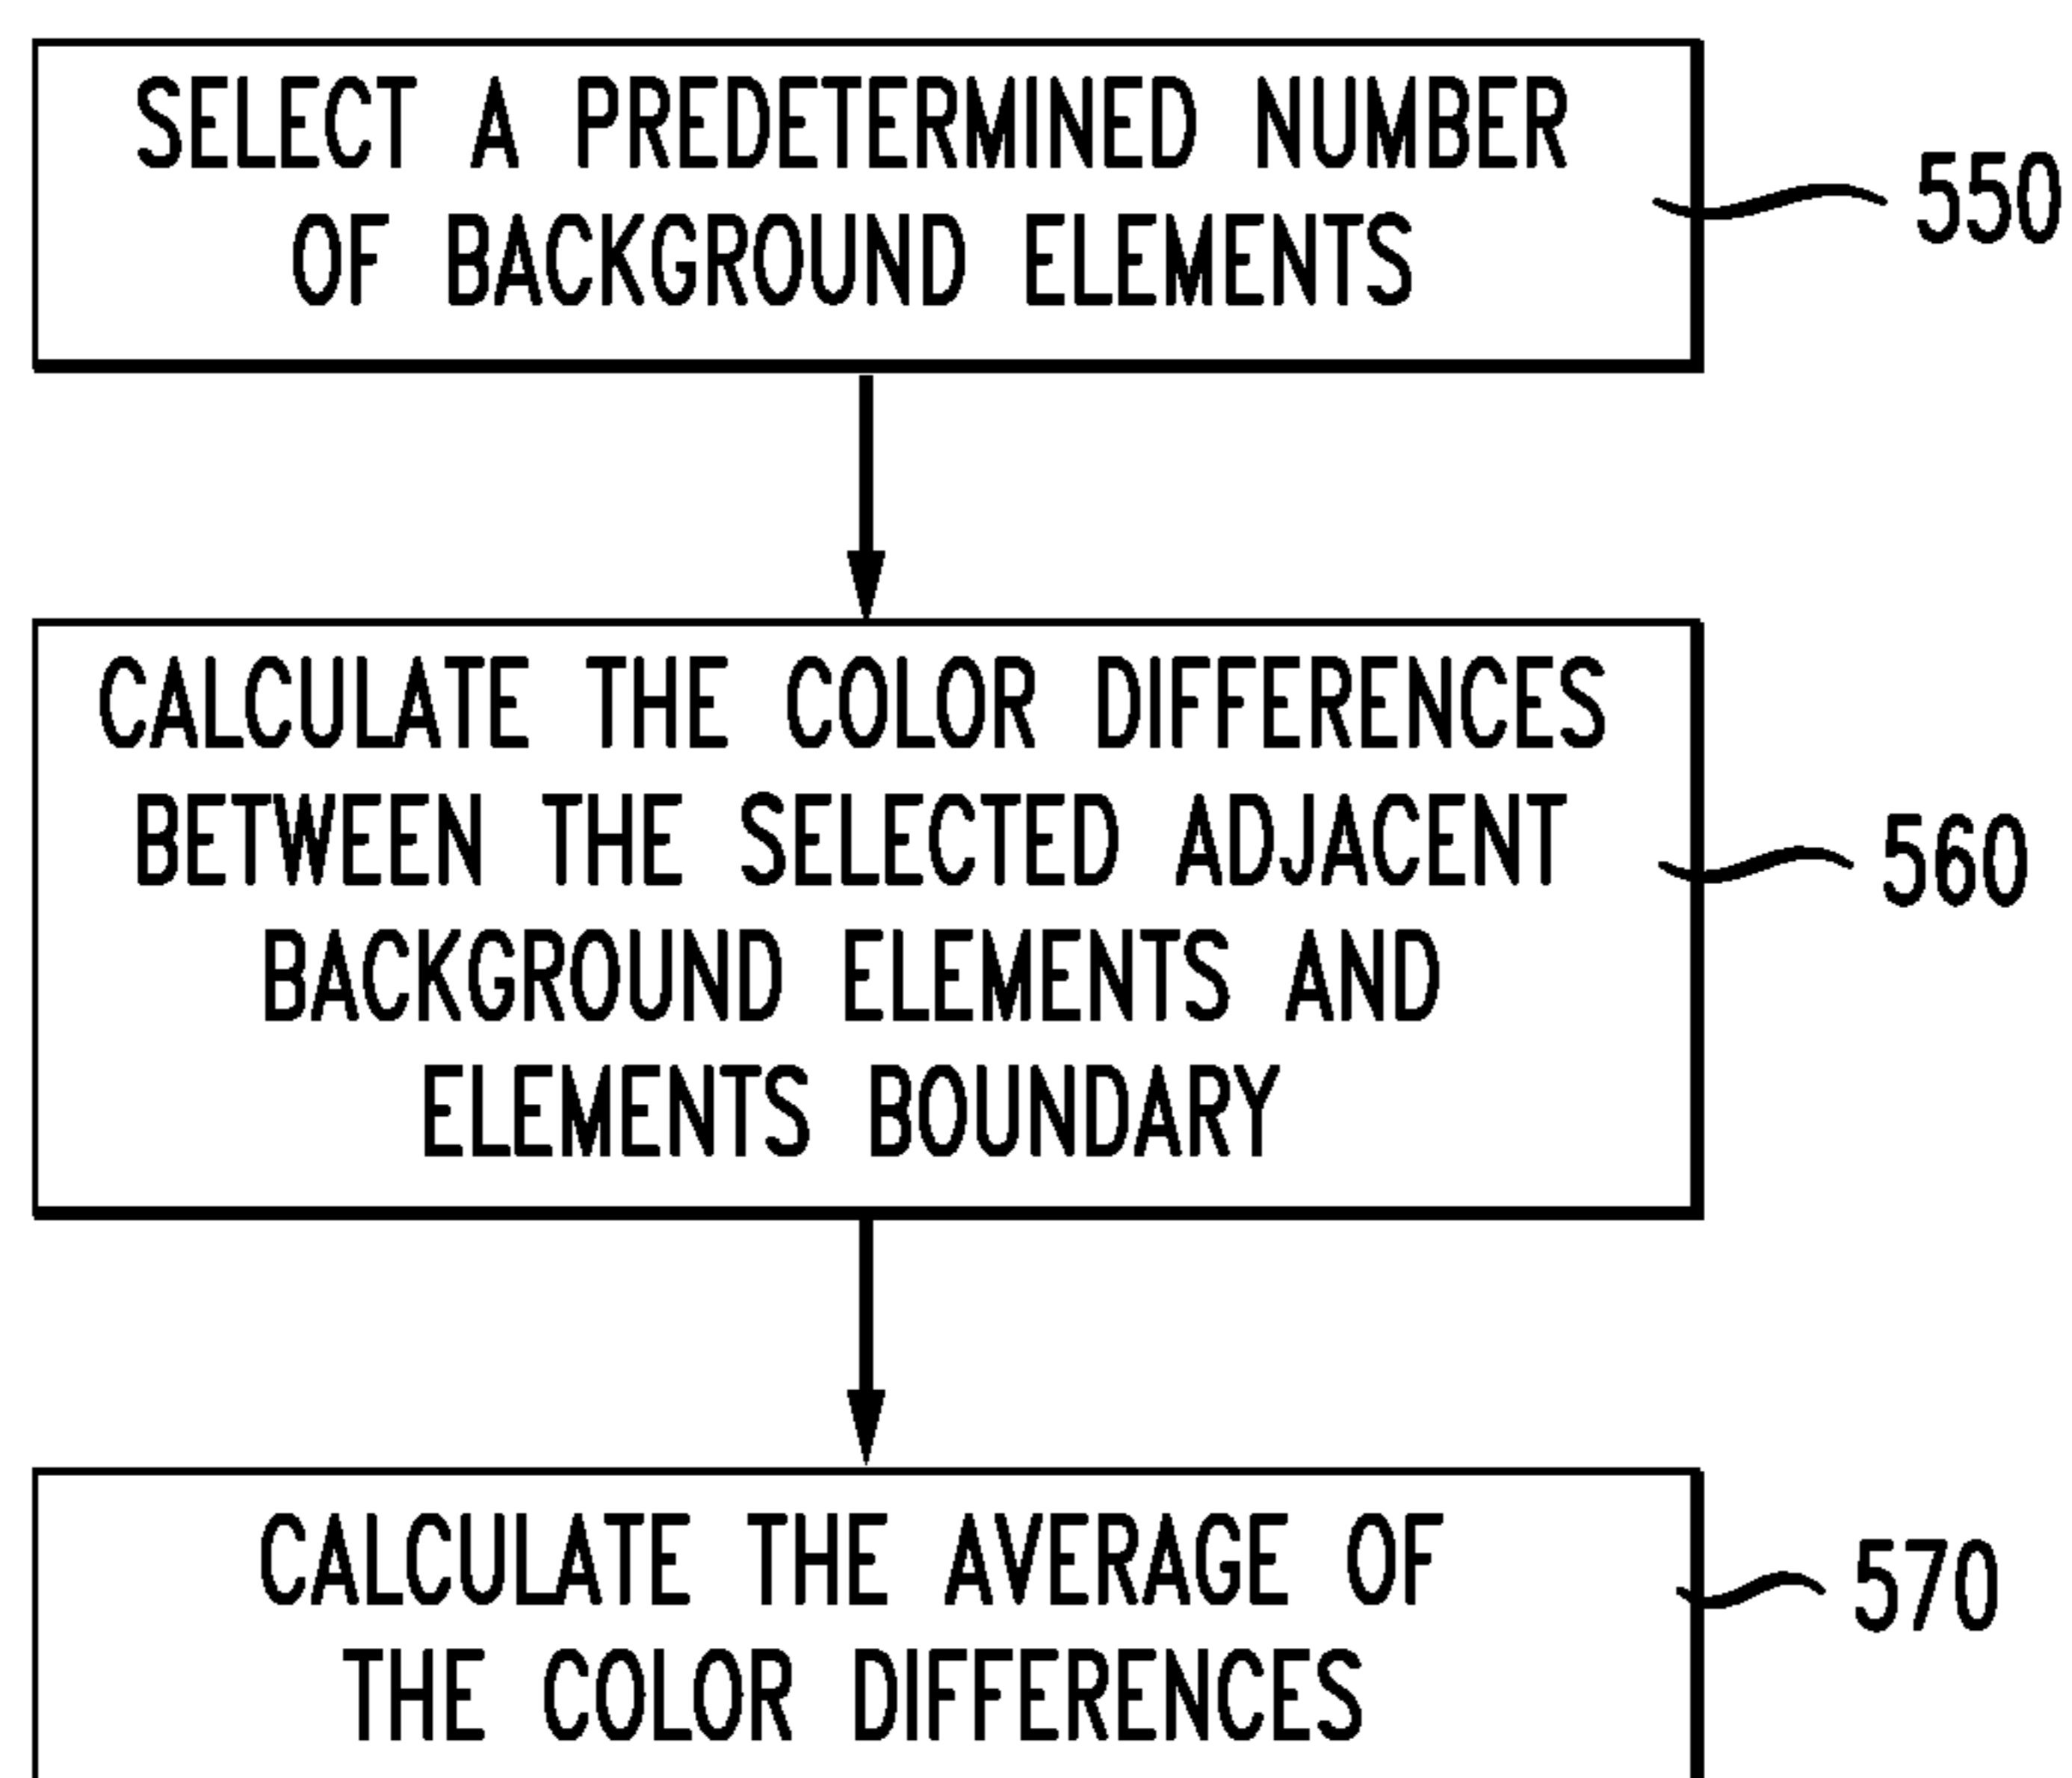 SELECT A PREDETERMINED NUMBER
OF BACKGROUND ELEMENTS
550
CALCULATE THE COLOR DIFFERENCES
BETWEEN THE SELECTED ADJACENT
BACKGROUND ELEMENTS AND
ELEMENTS BOUNDARY
560
CALCULATE THE AVERAGE OF
THE COLOR DIFFERENCES
570